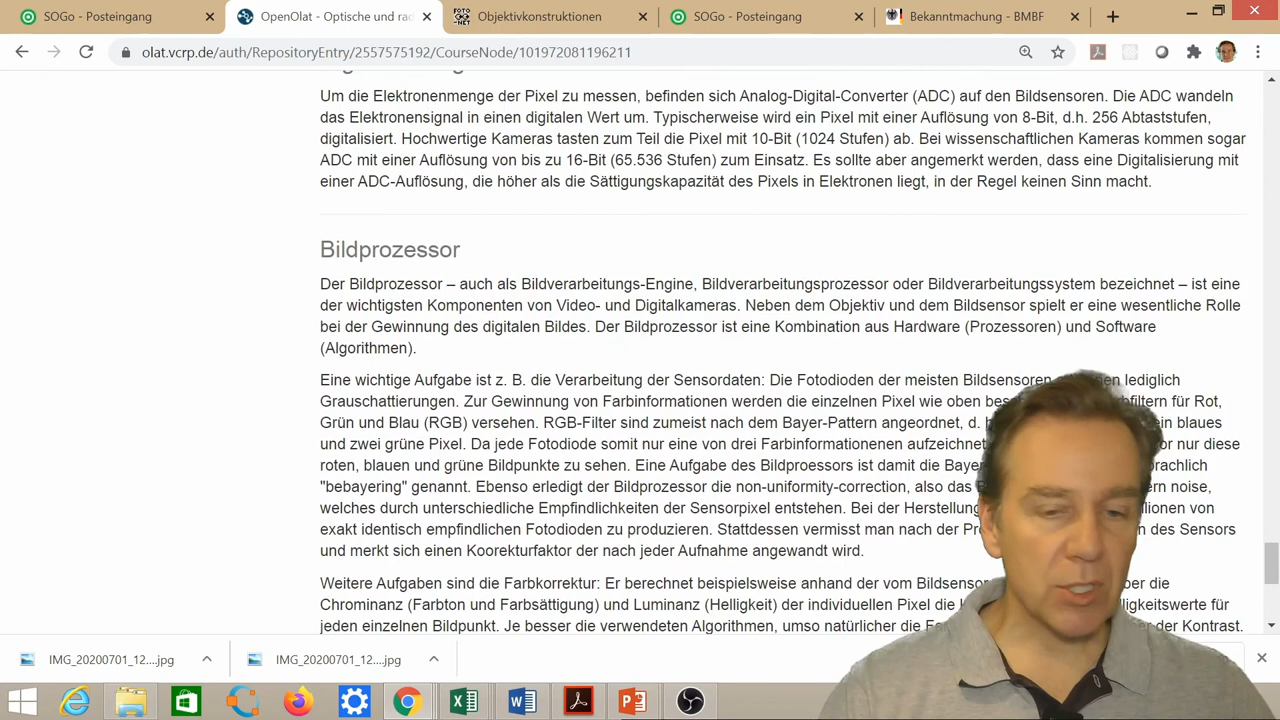 SOGo - Posteingang
OpenOlat - Optische und rad
Objektivkonstruktionen
SOGo - Posteingang
Bekanntmachung - BMBF
olat.vcrp.de/auth/RepositoryEntry/2557575192/CourseNode/101972081196211
Um die Elektronenmenge der Pixel zu messen, befinden sich Analog-Digital-Converter (ADC) auf den Bildsensoren. Die ADC wandeln
das Elektronensignal in einen digitalen Wert um. Typischerweise wird ein Pixel mit einer Auflösung von 8-Bit, d.h. 256 Abtaststufen,
digitalisiert. Hochwertige Kameras tasten zum Teil die Pixel mit 10-Bit (1024 Stufen) ab. Bei wissenschaftlichen Kameras kommen sogar
ADC mit einer Auflösung von bis zu 16-Bit (65.536 Stufen) zum Einsatz. Es sollte aber angemerkt werden, dass eine Digitalisierung mit
einer ADC-Auflösung, die höher als die Sättigungskapazität des Pixels in Elektronen liegt, in der Regel keinen Sinn macht.
Bildprozessor
Der Bildprozessor – auch als Bildverarbeitungs-Engine, Bildverarbeitungsprozessor oder Bildverarbeitungssystem bezeichnet – ist eine
der wichtigsten Komponenten von Video- und Digitalkameras. Neben dem Objektiv und dem Bildsensor spielt er eine wesentliche Rolle
bei der Gewinnung des digitalen Bildes. Der Bildprozessor ist eine Kombination aus Hardware (Prozessoren) und Software
(Algorithmen).
Eine wichtige Aufgabe ist z. B. die Verarbeitung der Sensordaten: Die Fotodioden der meisten Bildsensoren lediglich
Grauschattierungen. Zur Gewinnung von Farbinformationen werden die einzelnen Pixel wie oben für Rot,
Grün und Blau (RGB) versehen. RGB-Filter sind zumeist nach dem Bayer-Pattern angeordnet, d. ein blaues
und zwei grüne Pixel. Da jede Fotodiode somit nur eine von drei Farbinformationenen aufzeichnet nur diese
roten, blauen und grüne Bildpunkte zu sehen. Eine Aufgabe des Bildproessors ist damit die
"bebayering" genannt. Ebenso erledigt der Bildprozessor die non-uniformity-correction, also das noise,
welches durch unterschiedliche Empfindlichkeiten der Sensorpixel entstehen. Bei der Herstellung von
exakt identisch empfindlichen Fotodioden zu produzieren. Stattdessen vermisst man nach der des Sensors
und merkt sich einen Koorekturfaktor der nach jeder Aufnahme angewandt wird.
Weitere Aufgaben sind die Farbkorrektur: Er berechnet beispielsweise anhand der vom die
Chrominanz (Farbton und Farbsättigung) und Luminanz (Helligkeit) der individuellen Pixel die für
jeden einzelnen Bildpunkt. Je besser die verwendeten Algorithmen, umso natürlicher die der Kontrast.
IMG_20200701_12....jpg
IMG_20200701_12....jpg